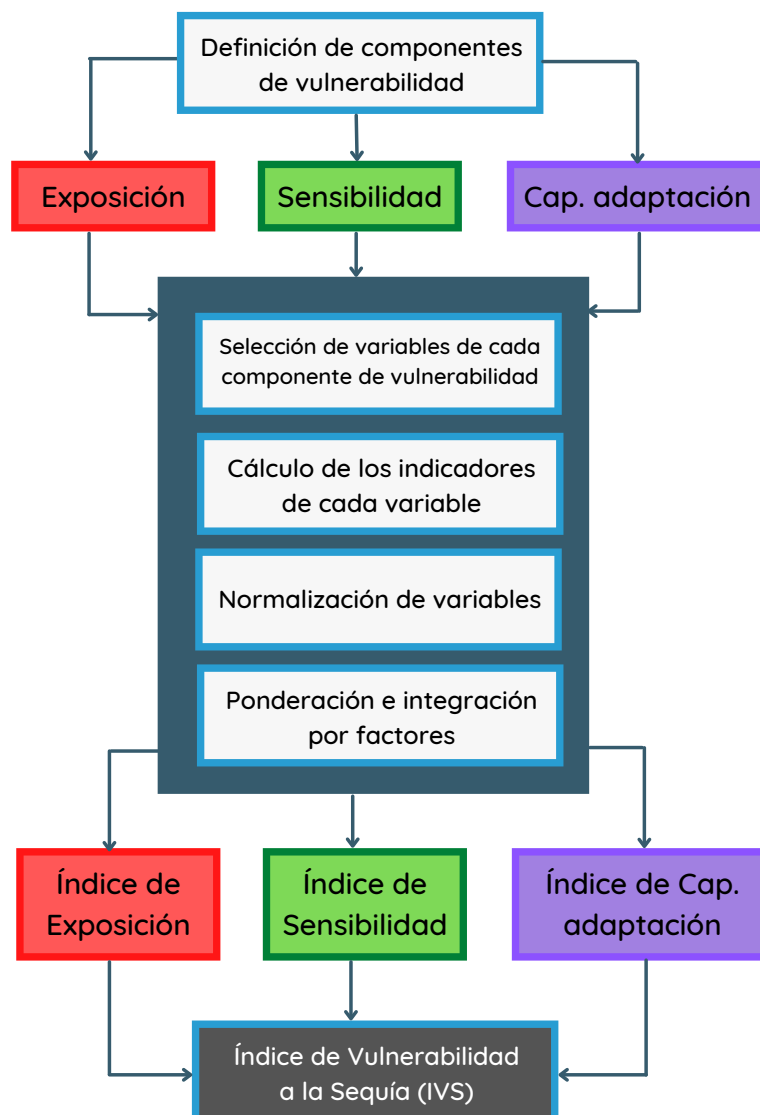 Definición de componentes
de vulnerabilidad
Exposición
Sensibilidad
Cap. adaptación
Selección de variables de cada
componente de vulnerabilidad
Cálculo de los indicadores
de cada variable
Normalización de variables
Ponderación e integración
por factores
Índice de
Exposición
Índice de
Sensibilidad
Índice de Cap.
adaptación
Índice de Vulnerabilidad
a la Sequía (IVS)